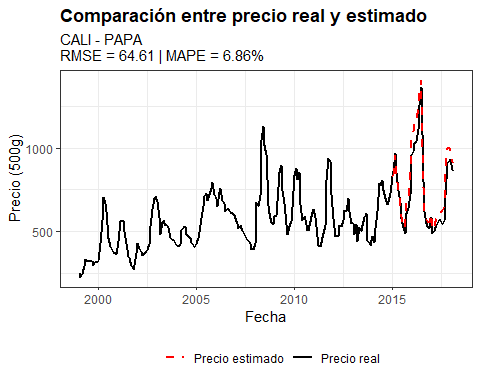 Comparación entre precio real y estimado
CALI - PAPA
RMSE = 64.61 | MAPE = 6.86%
Precio (500g)
1000
500
2000
2005
2010
2015
Fecha
Precio estimado
Precio real